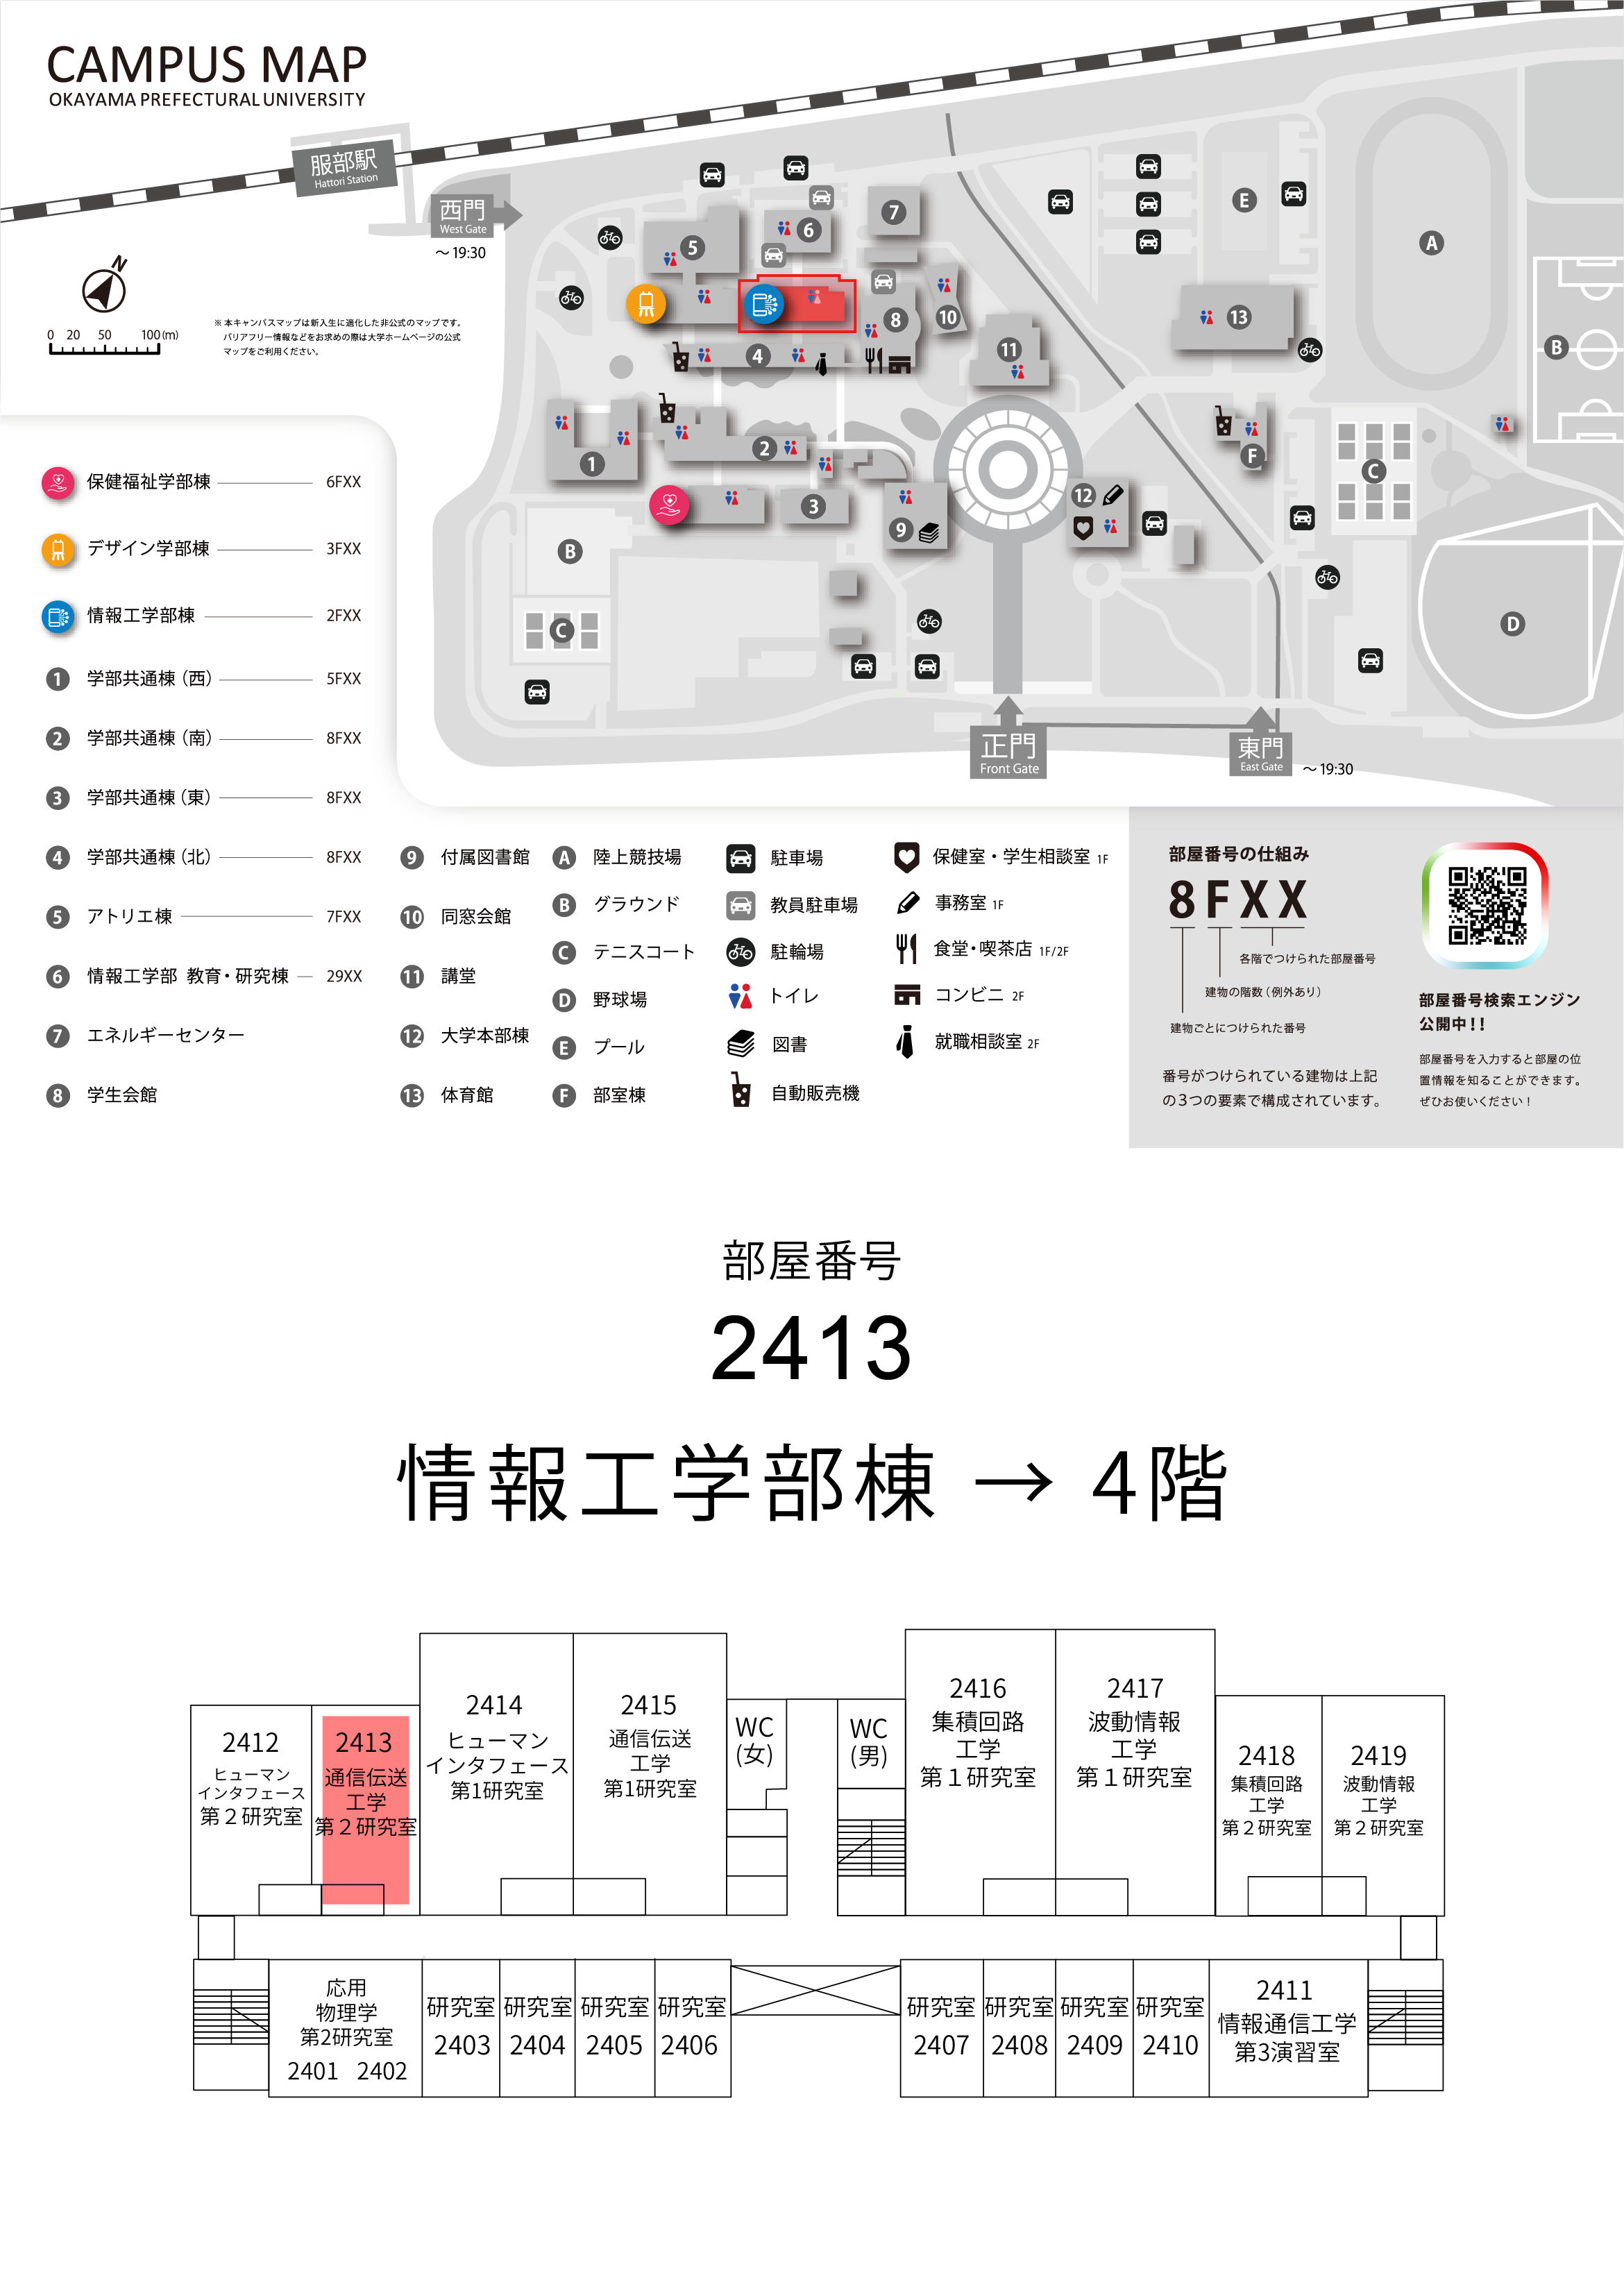 CAMPUS MAP
OKAYAMA PREFECTURAL UNIVERSITY
服部駅
Hattori Station
西門
West Gate
～19:30
N
0 20 50 100(m)
※ 本キャンパスマップは新入生に適化した非公式のマップです。
バリアフリー情報などをお求めの際は大学ホームページの公式
マップをご利用ください。
7
6
5
E
A
8
10
13
11
4
B
2
1
F
C
12
3
9
B
C
D
正門
Front Gate
東門
East Gate
～19:30
保健福祉学部棟 6FXX
デザイン学部棟 3FXX
情報工学部棟 2FXX
1 学部共通棟（西） 5FXX
2 学部共通棟（南） 8FXX
3 学部共通棟（東） 8FXX
4 学部共通棟（北） 8FXX
5 アトリエ棟 7FXX
6 情報工学部 教育・研究棟 29XX
7 エネルギーセンター
8 学生会館
9 付属図書館
10 同窓会館
11 講堂
12 大学本部棟
13 体育館
A 陸上競技場
B グラウンド
C テニスコート
D 野球場
E プール
F 部室棟
駐車場
教員駐車場
駐輪場
トイレ
図書
自動販売機
保健室・学生相談室 1F
事務室 1F
食堂・喫茶店 1F/2F
コンビニ 2F
就職相談室 2F
部屋番号の仕組み
8FXX
各階でつけられた部屋番号
建物の階数（例外あり）
建物ごとにつけられた番号
番号がつけられている建物は上記
の３つの要素で構成されています。
部屋番号検索エンジン
公開中！！
部屋番号を入力すると部屋の位
置情報を知ることができます。
ぜひお使いください！
部屋番号
2413
情報工学部棟 → 4階
2412
ヒューマン
インタフェース
第２研究室
2413
通信伝送
工学
第２研究室
2414
ヒューマン
インタフェース
第1研究室
2415
通信伝送
工学
第1研究室
WC
(女)
WC
(男)
2416
集積回路
工学
第１研究室
2417
波動情報
工学
第１研究室
2418
集積回路
工学
第２研究室
2419
波動情報
工学
第２研究室
応用
物理学
第2研究室
2401 2402
研究室
2403
研究室
2404
研究室
2405
研究室
2406
研究室
2407
研究室
2408
研究室
2409
研究室
2410
2411
情報通信工学
第3演習室